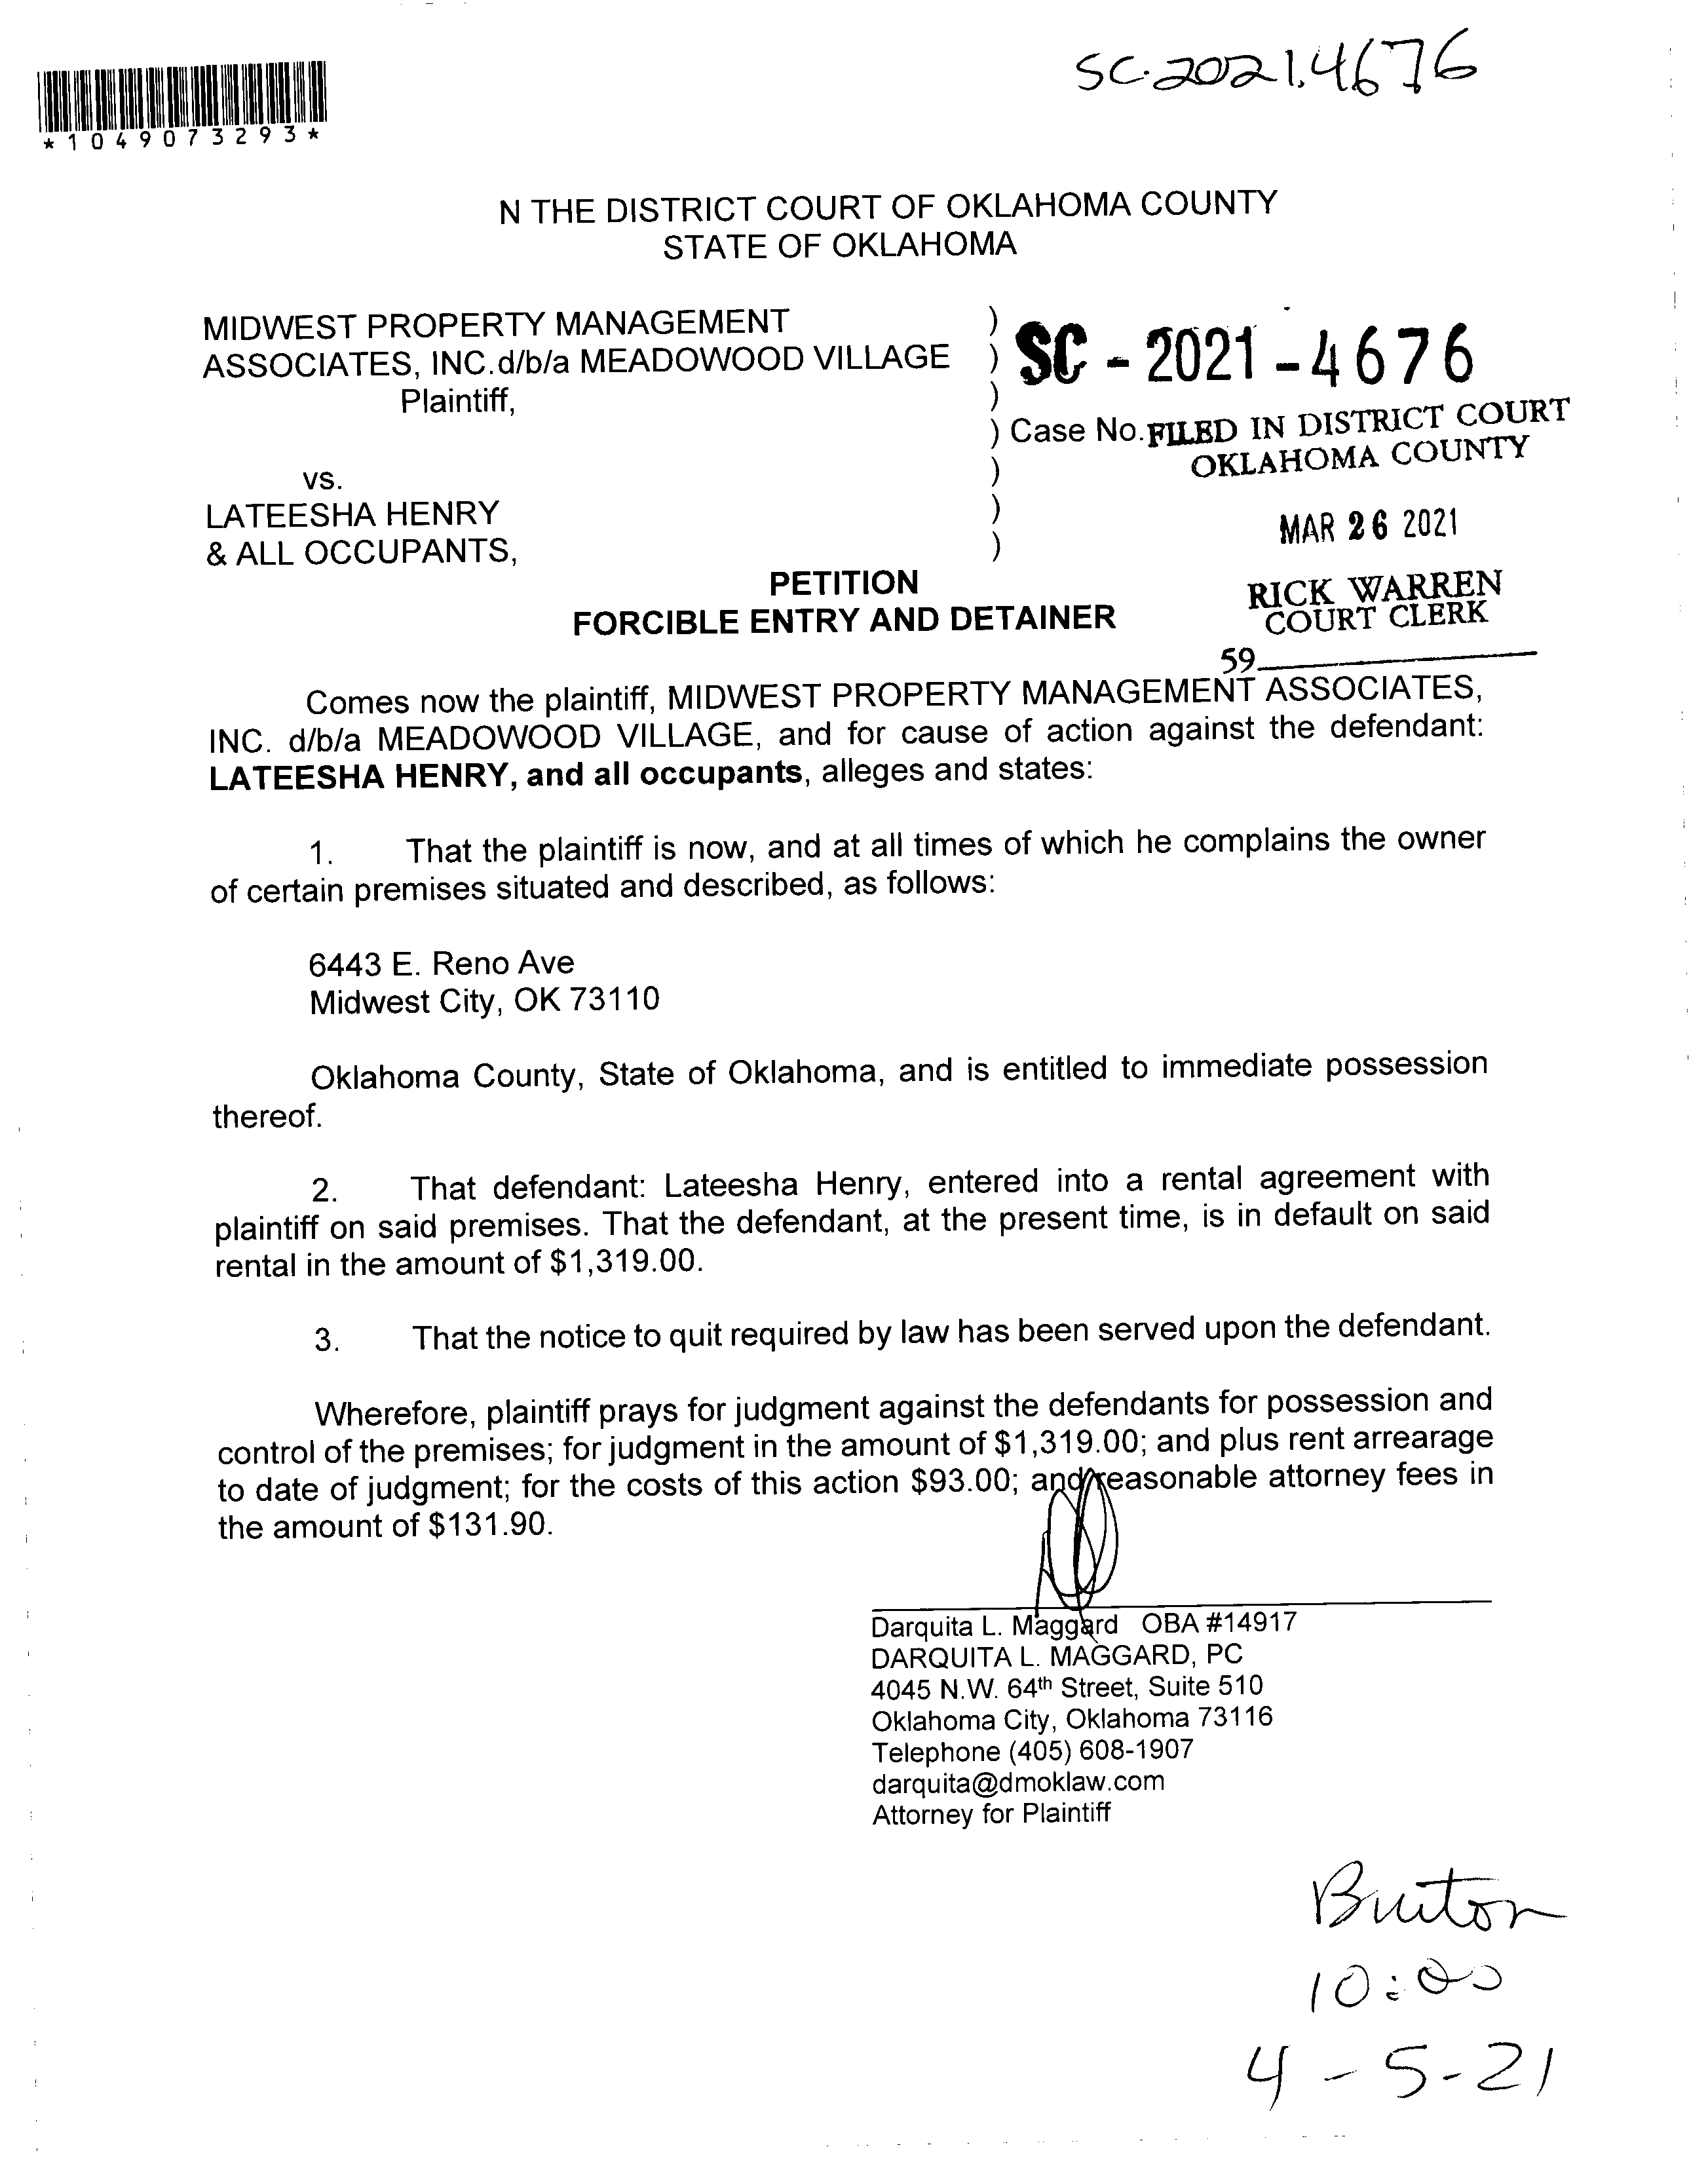 SC-2021.4676
*1049073293*
N THE DISTRICT COURT OF OKLAHOMA COUNTY
STATE OF OKLAHOMA
MIDWEST PROPERTY MANAGEMENT )
ASSOCIATES, INC.d/b/a MEADOWOOD VILLAGE ) SC - 2021 - 4676
Plaintiff, )
) Case No. FILED IN DISTRICT COURT
OKLAHOMA COUNTY
vs. )
LATEESHA HENRY )
& ALL OCCUPANTS, )
MAR 26 2021
PETITION
FORCIBLE ENTRY AND DETAINER
RICK WARREN
COURT CLERK
59
Comes now the plaintiff, MIDWEST PROPERTY MANAGEMENT ASSOCIATES,
INC. d/b/a MEADOWOOD VILLAGE, and for cause of action against the defendant:
LATEESHA HENRY, and all occupants, alleges and states:
1. That the plaintiff is now, and at all times of which he complains the owner
of certain premises situated and described, as follows:
6443 E. Reno Ave
Midwest City, OK 73110
Oklahoma County, State of Oklahoma, and is entitled to immediate possession
thereof.
2. That defendant: Lateesha Henry, entered into a rental agreement with
plaintiff on said premises. That the defendant, at the present time, is in default on said
rental in the amount of $1,319.00.
3. That the notice to quit required by law has been served upon the defendant.
Wherefore, plaintiff prays for judgment against the defendants for possession and
control of the premises; for judgment in the amount of $1,319.00; and plus rent arrearage
to date of judgment; for the costs of this action $93.00; and reasonable attorney fees in
the amount of $131.90.
Darquita L. Maggard OBA #14917
DARQUITA L. MAGGARD, PC
4045 N.W. 64th Street, Suite 510
Oklahoma City, Oklahoma 73116
Telephone (405) 608-1907
darquita@dmoklaw.com
Attorney for Plaintiff
10:00
4-5-21